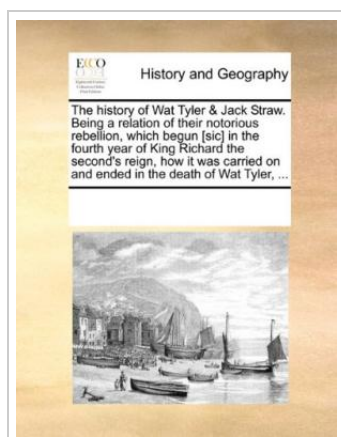 ECCO
History and Geography
The history of Wat Tyler & Jack Straw.
Being a relation of their notorious
rebellion, which begun [sic] in the
fourth year of King Richard the
second's reign, how it was carried on
and ended in the death of Wat Tyler, ...